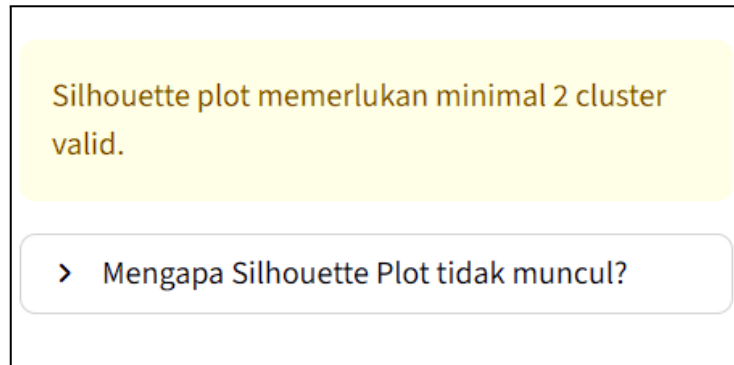 Silhouette plot memerlukan minimal 2 cluster
valid.
Mengapa Silhouette Plot tidak muncul?